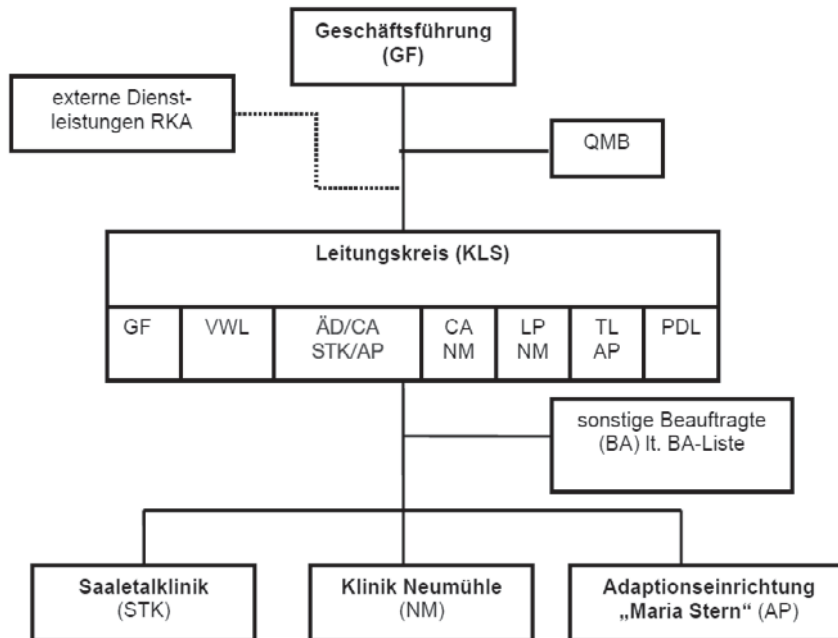 Geschäftsführung
(GF)
externe Dienst-
leistungen RKA
QMB
Leitungskreis (KLS)
GF
VWL
ÄD/CA
STK/AP
CA
NM
LP
NM
TL
AP
PDL
sonstige Beauftragte
(BA) lt. BA-Liste
Saaletalklinik
(STK)
Klinik Neumühle
(NM)
Adaptionseinrichtung
„Maria Stern“ (AP)